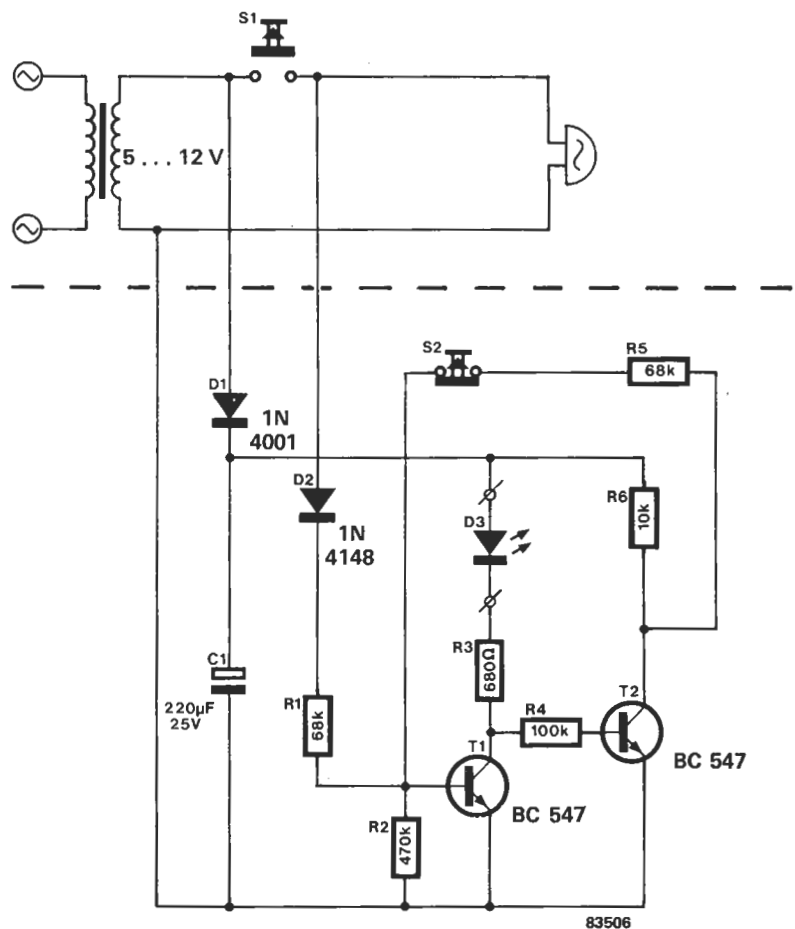 S1
5 . . . 12 V
S2
R5
68k
D1
1N
4001
D2
1N
4148
D3
R6
10k
C1
220µF
25V
R1
68k
R3
680Ω
T2
R4
100k
T1
BC 547
BC 547
R2
470k
83506